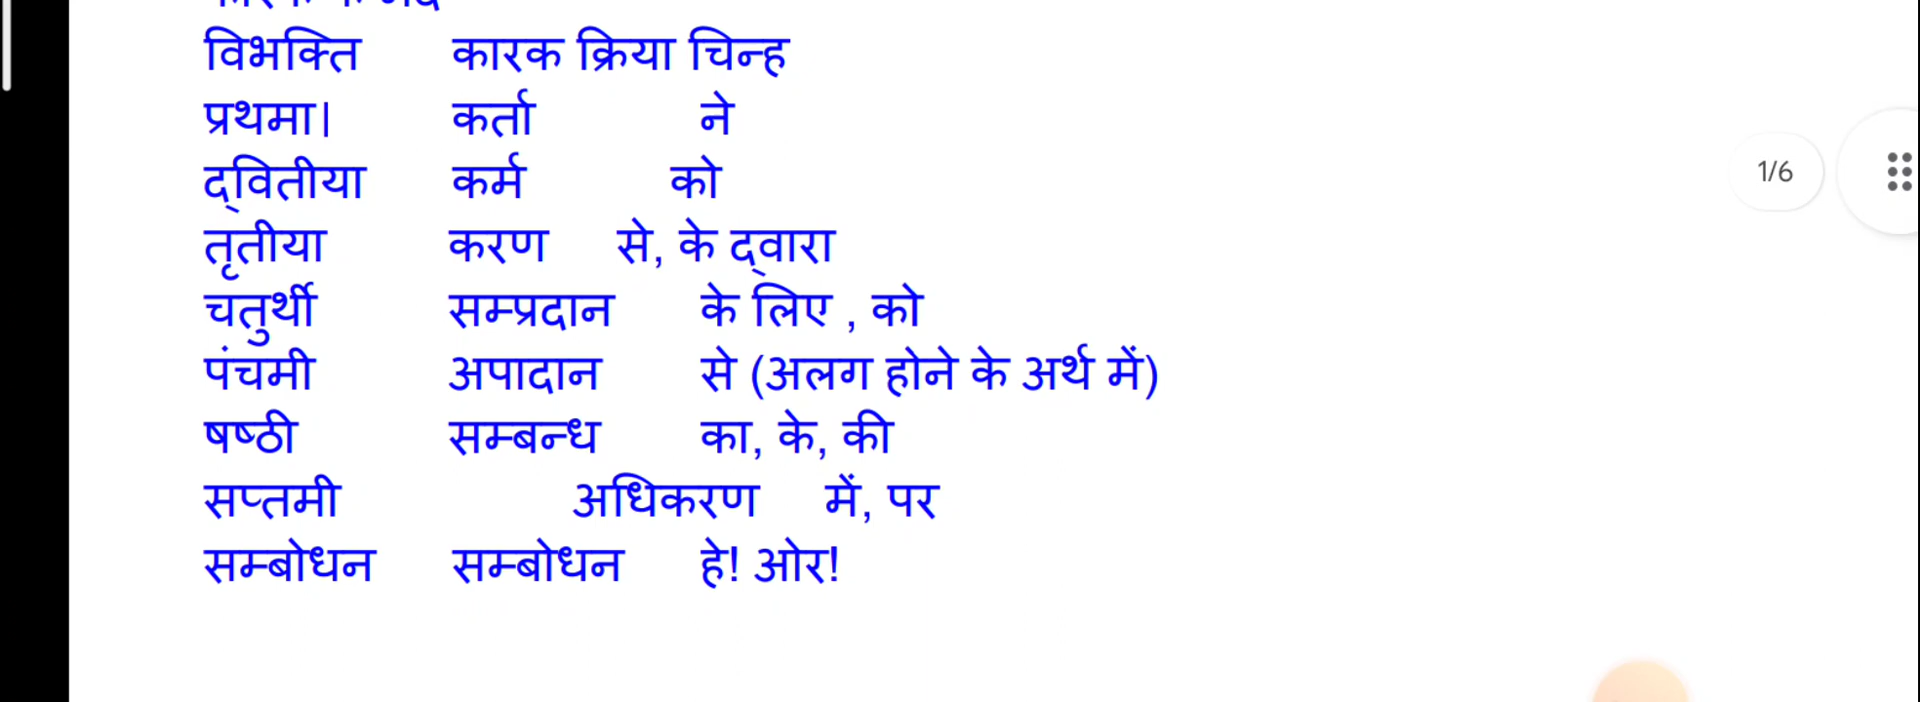 विभक्ति कारक क्रिया चिन्ह
प्रथमा। कर्ता ने
द्वितीया कर्म को
तृतीया करण से, के द्वारा
चतुर्थी सम्प्रदान के लिए , को
पंचमी अपादान से (अलग होने के अर्थ में)
षष्ठी सम्बन्ध का, के, की
सप्तमी अधिकरण में, पर
सम्बोधन सम्बोधन हे! ओर!
1/6